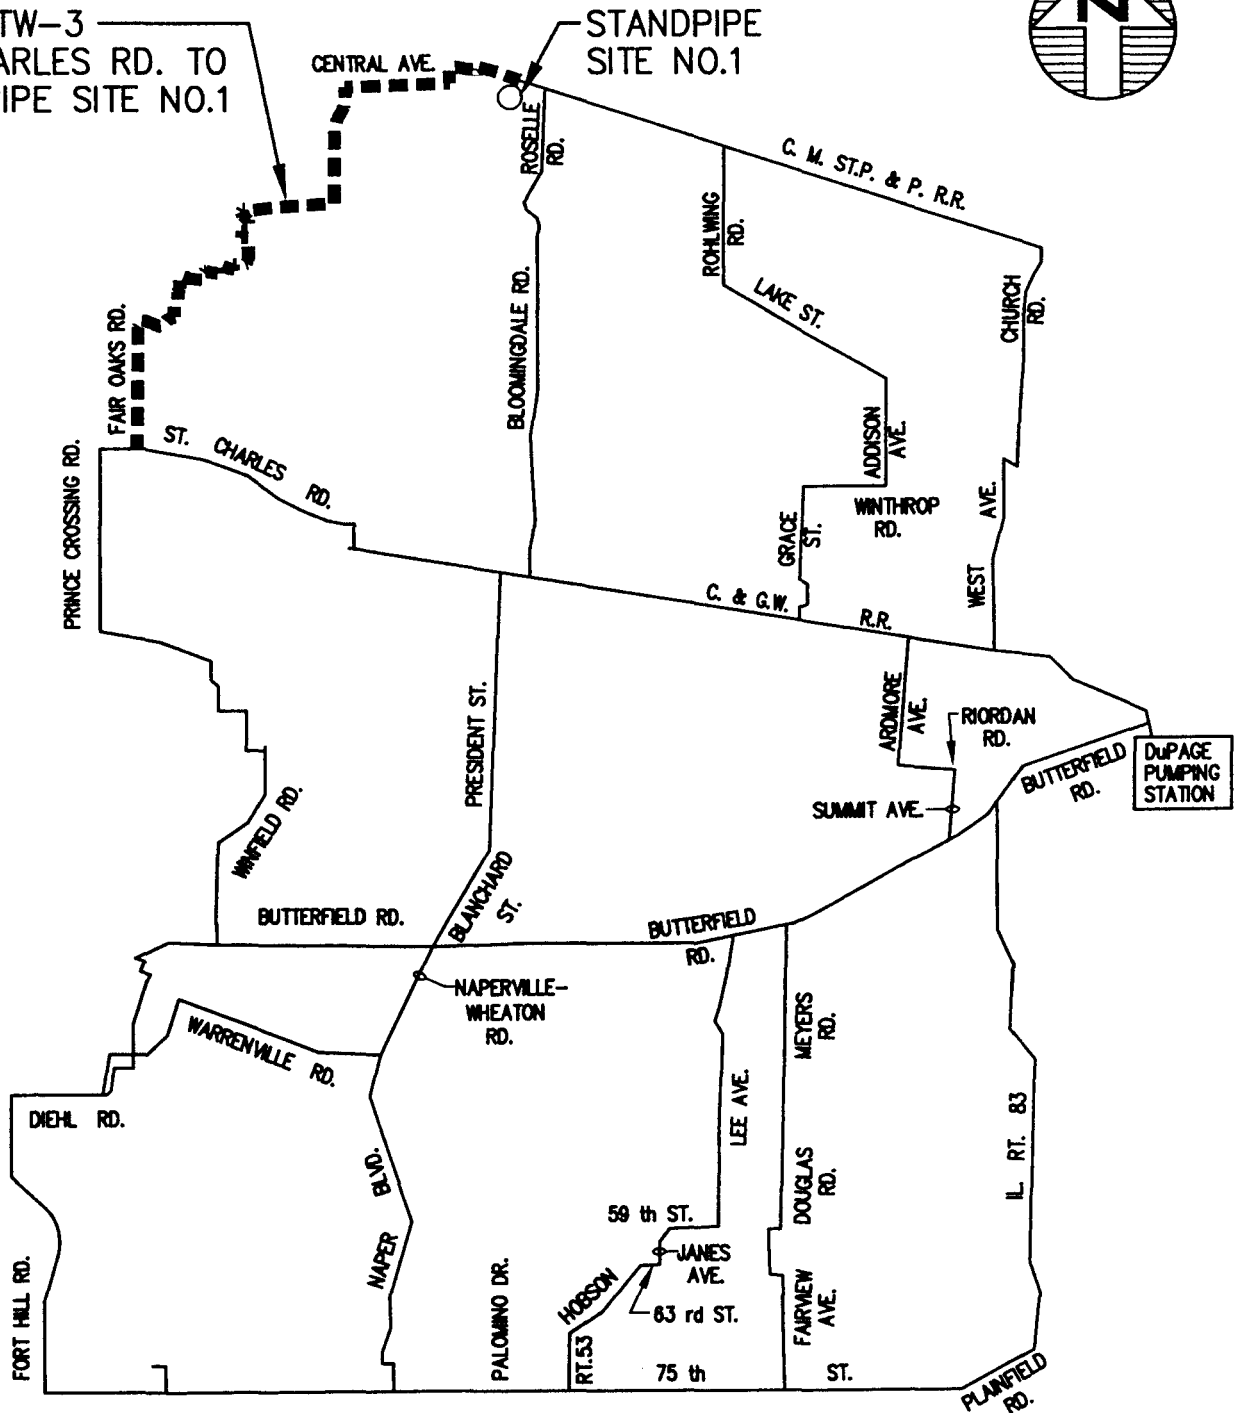 TW-3
ARLES RD. TO
PIPE SITE NO.1
STANDPIPE
SITE NO.1
N
CENTRAL AVE.
ROSELLE
RD.
C. M. ST.P. & P. R.R.
ROHLWING
RD.
LAKE ST.
CHURCH
RD.
FAIR OAKS RD.
BLOOMINGDALE RD.
ADDISON
AVE.
ST. CHARLES RD.
PRINCE CROSSING RD.
WINTHROP
RD.
GRACE
ST.
WEST AVE.
C. & G.W. R.R.
PRESIDENT ST.
ARDMORE
AVE.
RIORDAN
RD.
BUTTERFIELD
RD.
DuPAGE
PUMPING
STATION
SUMMIT AVE.
WINFIELD RD.
BLANCHARD
ST.
BUTTERFIELD RD.
BUTTERFIELD
RD.
NAPERVILLE-
WHEATON
RD.
WARRENVILLE RD.
MEYERS
RD.
LEE AVE.
IL. RT. 83
DIEHL RD.
NAPER BLVD.
DOUGLAS
RD.
59 th ST.
JANES
AVE.
HOBSON
63 rd ST.
FORT HILL RD.
PALOMINO DR.
RT.53
FAIRVIEW
AVE.
75 th ST.
PLAINFIELD
RD.